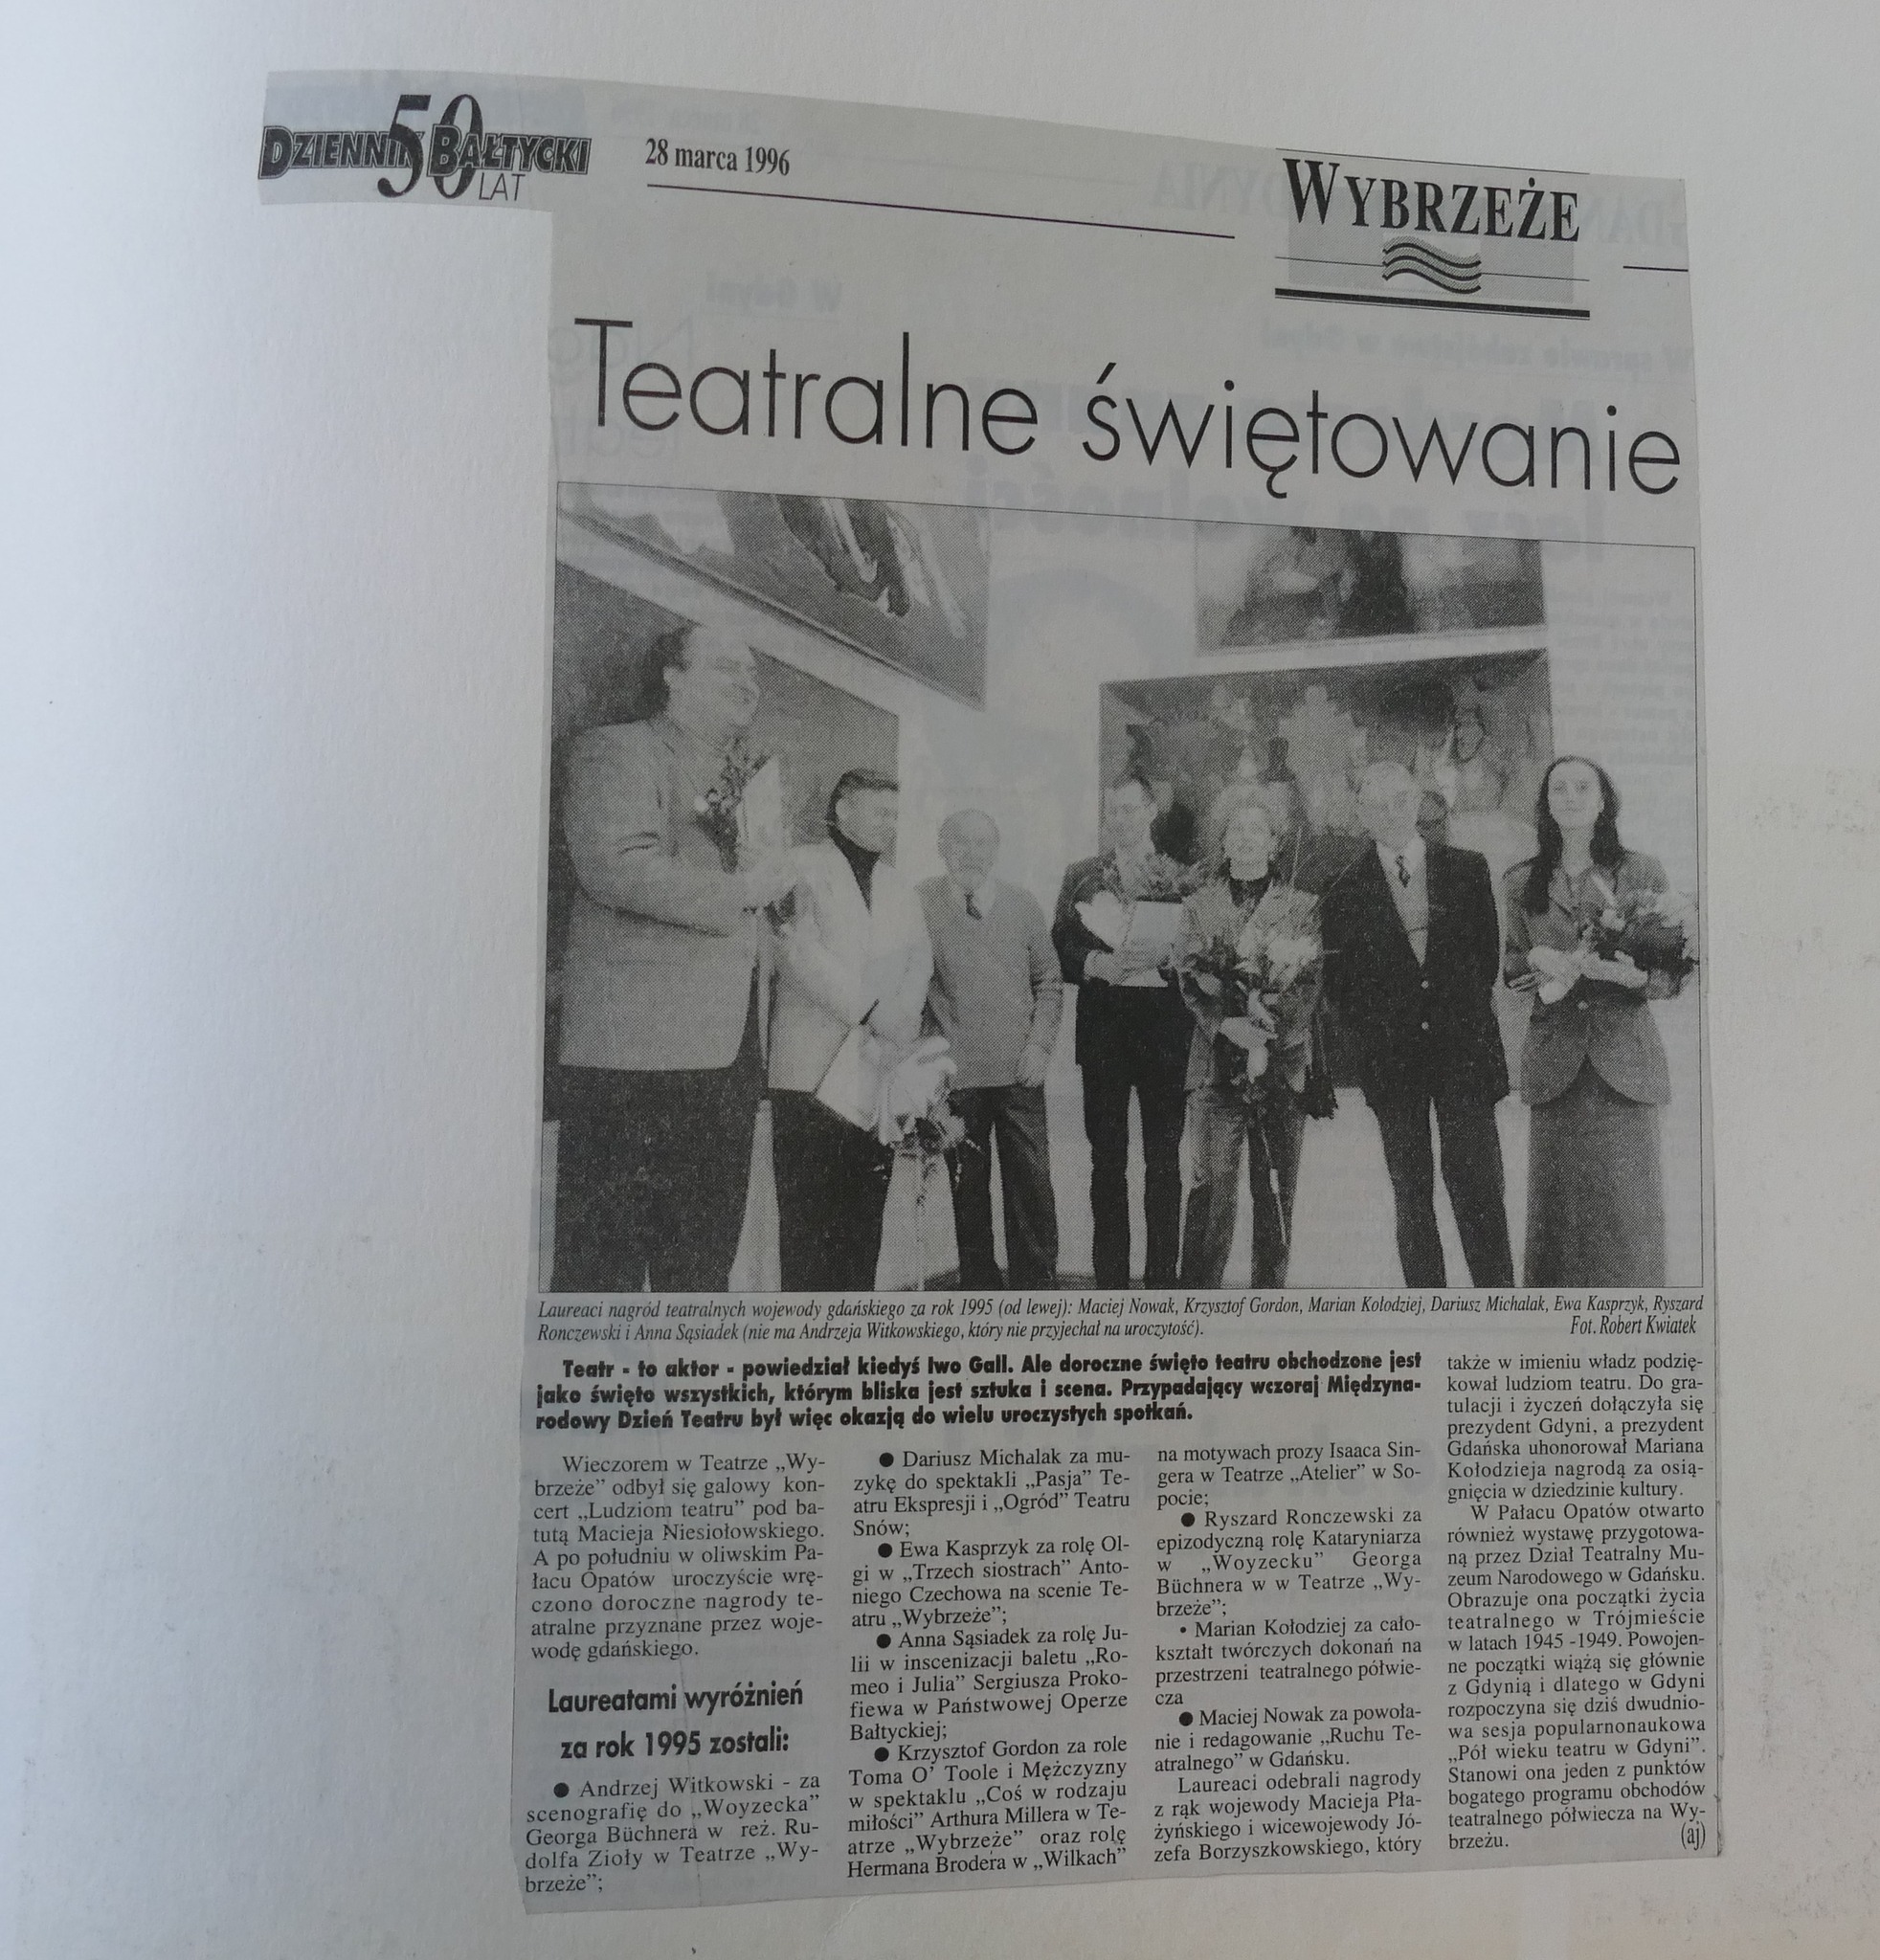 DZIENNIK BAŁTYCKI
50 LAT
28 marca 1996
WYBRZEŻE
Teatralne świętowanie
Laureaci nagród teatralnych wojewody gdańskiego za rok 1995 (od lewej): Maciej Nowak, Krzysztof Gordon, Marian Kołodziej, Dariusz Michalak, Ewa Kasprzyk, Ryszard
Ronczewski i Anna Sąsiadek (nie ma Andrzeja Witkowskiego, który nie przyjechał na uroczytość).
Fot. Robert Kwiatek
Teatr - to aktor - powiedział kiedyś Iwo Gall. Ale doroczne święto teatru obchodzone jest
jako święto wszystkich, którym bliska jest sztuka i scena. Przypadający wczoraj Międzyna-
rodowy Dzień Teatru był więc okazją do wielu uroczystych spotkań.
Wieczorem w Teatrze „Wy-
brzeże” odbył się galowy kon-
cert „Ludziom teatru” pod ba-
tutą Macieja Niesiołowskiego.
A po południu w oliwskim Pa-
łacu Opatów uroczyście wrę-
czono doroczne nagrody te-
atralne przyznane przez woje-
wodę gdańskiego.
Laureatami wyróżnień
za rok 1995 zostali:
● Andrzej Witkowski - za
scenografię do „Woyzecka”
Georga Büchnera w reż. Ru-
dolfa Zioły w Teatrze „Wy-
brzeże”;
● Dariusz Michalak za mu-
zykę do spektakli „Pasja” Te-
atru Ekspresji i „Ogród” Teatru
Snów;
● Ewa Kasprzyk za rolę Ol-
gi w „Trzech siostrach” Anto-
niego Czechowa na scenie Te-
atru „Wybrzeże”;
● Anna Sąsiadek za rolę Ju-
lii w inscenizacji baletu „Ro-
meo i Julia” Sergiusza Proko-
fiewa w Państwowej Operze
Bałtyckiej;
● Krzysztof Gordon za role
Toma O’ Toole i Mężczyzny
w spektaklu „Coś w rodzaju
miłości” Arthura Millera w Te-
atrze „Wybrzeże” oraz rolę
Hermana Brodera w „Wilkach”
na motywach prozy Isaaca Sin-
gera w Teatrze „Atelier” w So-
pocie;
● Ryszard Ronczewski za
epizodyczną rolę Kataryniarza
w „Woyzecku” Georga
Büchnera w w Teatrze „Wy-
brzeże”;
• Marian Kołodziej za cało-
kształt twórczych dokonań na
przestrzeni teatralnego półwie-
cza
● Maciej Nowak za powoła-
nie i redagowanie „Ruchu Te-
atralnego” w Gdańsku.
Laureaci odebrali nagrody
z rąk wojewody Macieja Pła-
żyńskiego i wicewojewody Jó-
zefa Borzyszkowskiego, który
także w imieniu władz podzię-
kował ludziom teatru. Do gra-
tulacji i życzeń dołączyła się
prezydent Gdyni, a prezydent
Gdańska uhonorował Mariana
Kołodzieja nagrodą za osią-
gnięcia w dziedzinie kultury.
W Pałacu Opatów otwarto
również wystawę przygotowa-
ną przez Dział Teatralny Mu-
zeum Narodowego w Gdańsku.
Obrazuje ona początki życia
teatralnego w Trójmieście
w latach 1945 -1949. Powojen-
ne początki wiążą się głównie
z Gdynią i dlatego w Gdyni
rozpoczyna się dziś dwudnio-
wa sesja popularnonaukowa
„Pół wieku teatru w Gdyni”.
Stanowi ona jeden z punktów
bogatego programu obchodów
teatralnego półwiecza na Wy-
brzeżu.
(aj)